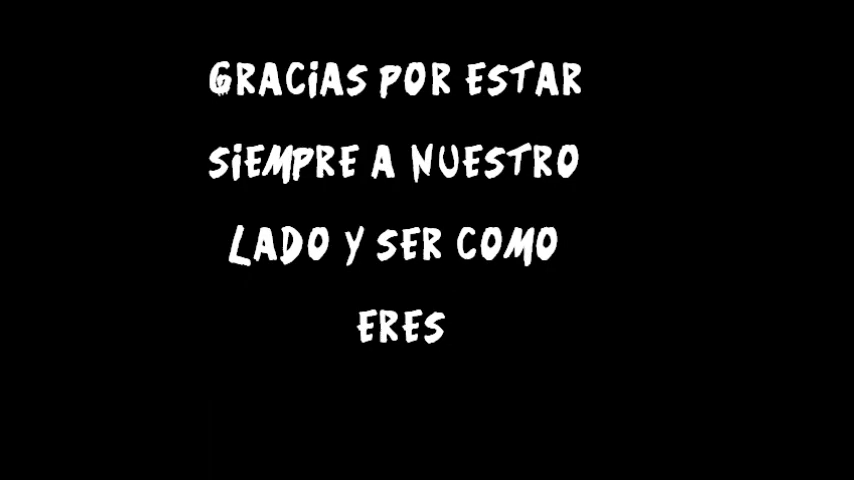 GRACiAS POR ESTAR
SiEMPRE A NUESTRO
LADO Y SER COMO
ERES